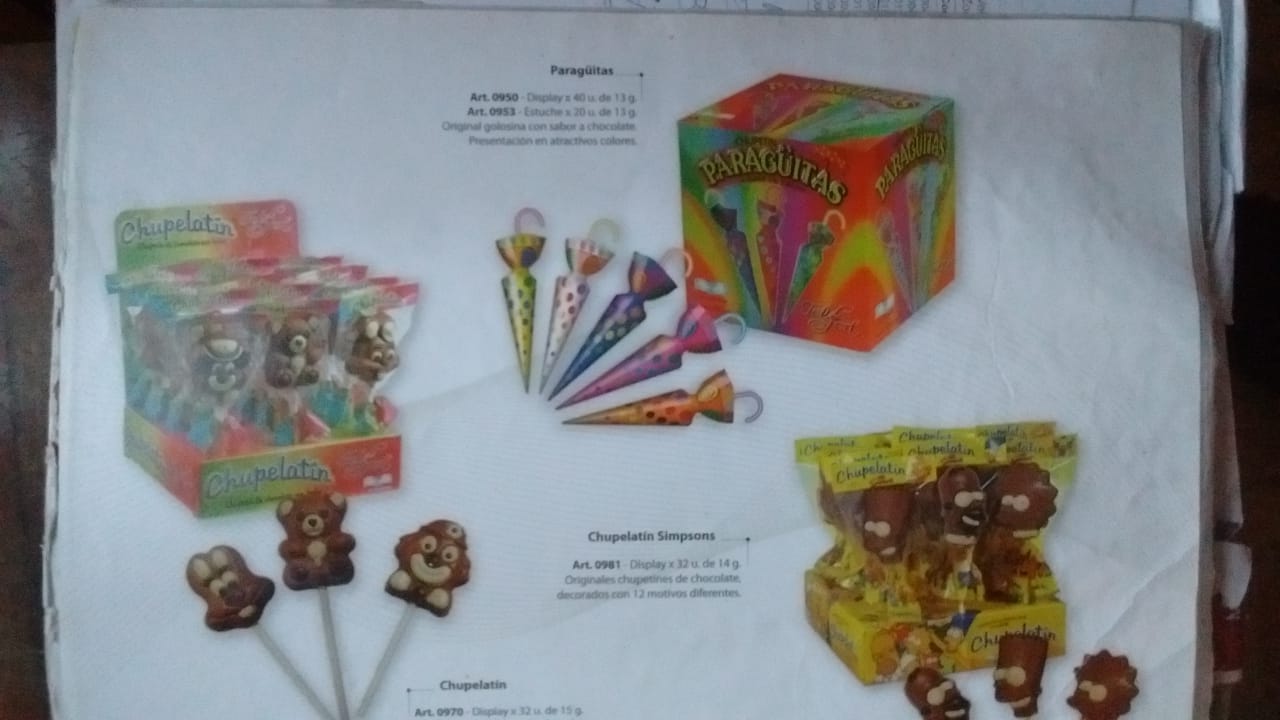 Paragüitas
Art. 0950 - Display x 40 u. de 13 g.
Art. 0953 - Estuche x 20 u. de 13 g.
Original golosina con sabor a chocolate.
Presentación en atractivos colores.
PARAGÜITAS
PARAGÜITAS
Chupelatín
Chupelatín
Chupelatín
Chupelatín
Chupelatín
Chupelatín Simpsons
Art. 0981 - Display x 32 u. de 14 g.
Originales chupetines de chocolate,
decorados con 12 motivos diferentes.
Chupelatín
Art. 0970 - Display x 32 u. de 15 g.